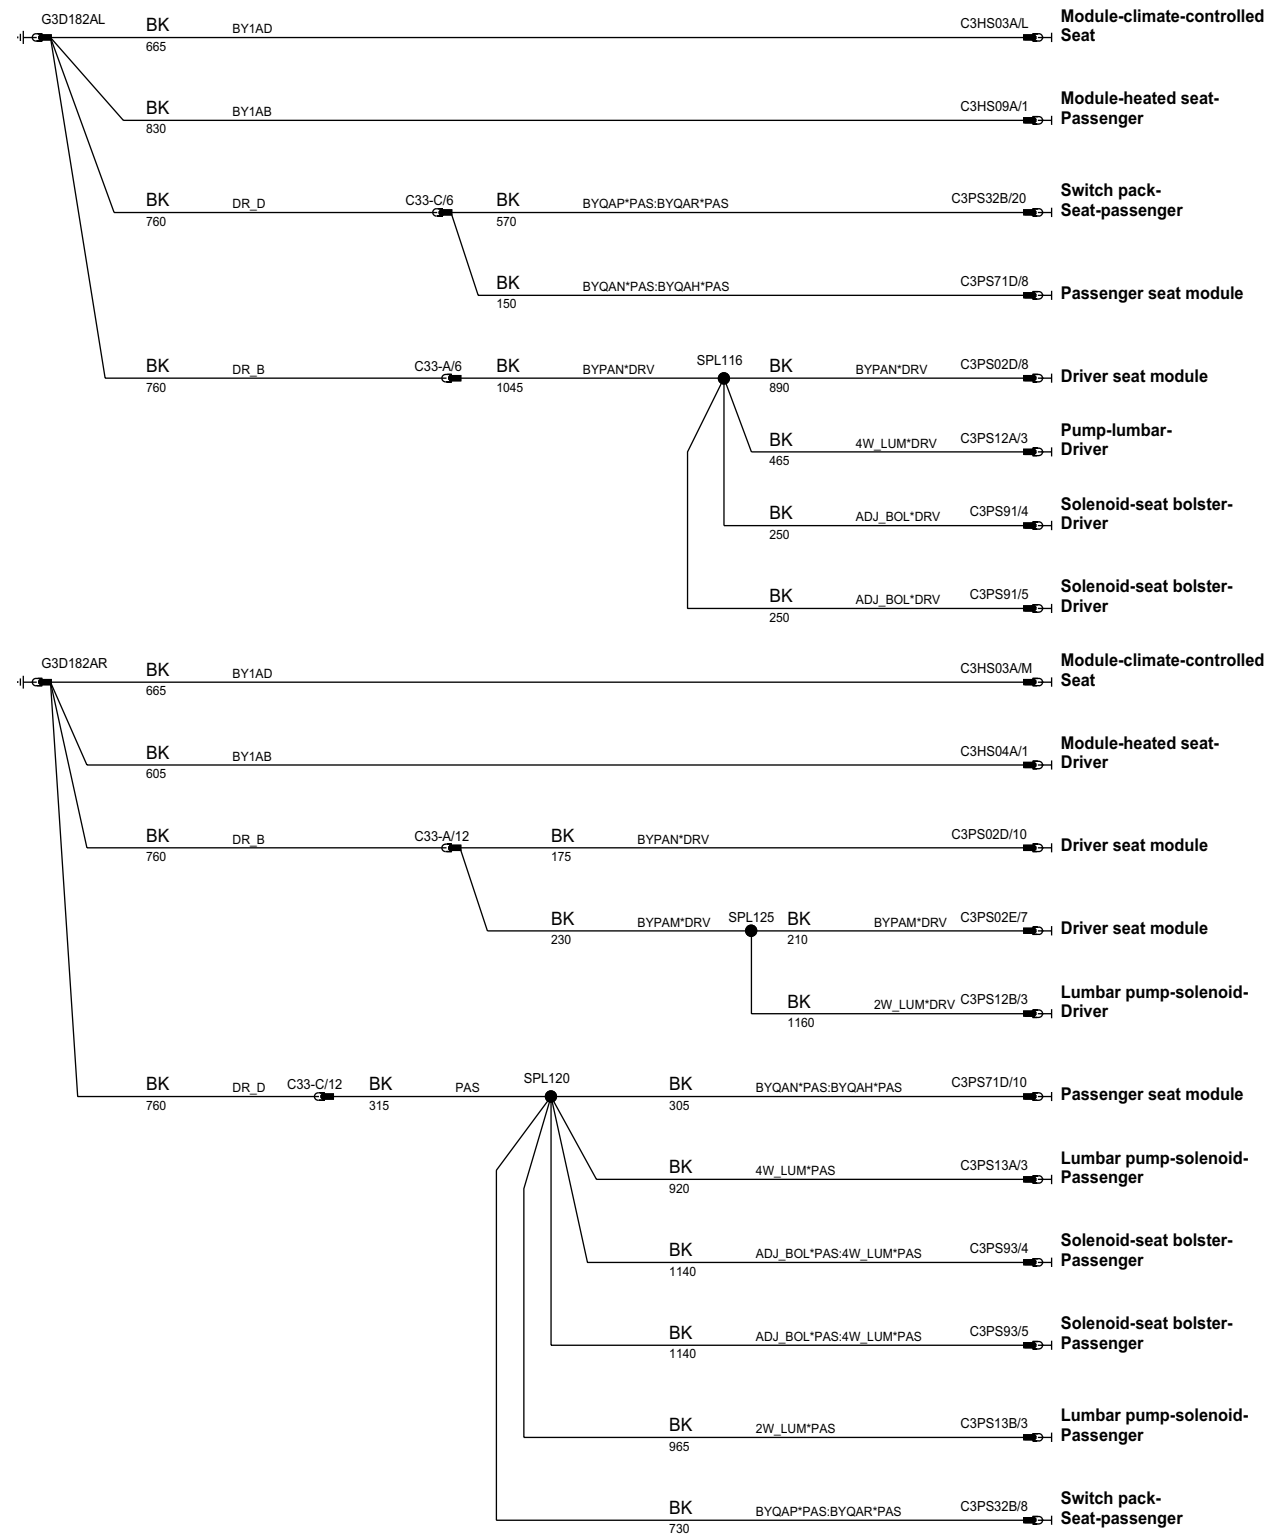 G3D182AL
BK
665
BY1AD
C3HS03A/L
Module-climate-controlled
Seat
BK
830
BY1AB
C3HS09A/1
Module-heated seat-
Passenger
BK
760
DR_D
C33-C/6
BK
570
BYQAP*PAS:BYQAR*PAS
C3PS32B/20
Switch pack-
Seat-passenger
BK
150
BYQAN*PAS:BYQAH*PAS
C3PS71D/8
Passenger seat module
BK
760
DR_B
C33-A/6
BK
1045
BYPAN*DRV
SPL116
BK
890
BYPAN*DRV
C3PS02D/8
Driver seat module
BK
465
4W_LUM*DRV
C3PS12A/3
Pump-lumbar-
Driver
BK
250
ADJ_BOL*DRV
C3PS91/4
Solenoid-seat bolster-
Driver
BK
250
ADJ_BOL*DRV
C3PS91/5
Solenoid-seat bolster-
Driver
G3D182AR
BK
665
BY1AD
C3HS03A/M
Module-climate-controlled
Seat
BK
605
BY1AB
C3HS04A/1
Module-heated seat-
Driver
BK
760
DR_B
C33-A/12
BK
175
BYPAN*DRV
C3PS02D/10
Driver seat module
BK
230
BYPAM*DRV
SPL125
BK
210
BYPAM*DRV
C3PS02E/7
Driver seat module
BK
1160
2W_LUM*DRV
C3PS12B/3
Lumbar pump-solenoid-
Driver
BK
760
DR_D
C33-C/12
BK
315
PAS
SPL120
BK
305
BYQAN*PAS:BYQAH*PAS
C3PS71D/10
Passenger seat module
BK
920
4W_LUM*PAS
C3PS13A/3
Lumbar pump-solenoid-
Passenger
BK
1140
ADJ_BOL*PAS:4W_LUM*PAS
C3PS93/4
Solenoid-seat bolster-
Passenger
BK
1140
ADJ_BOL*PAS:4W_LUM*PAS
C3PS93/5
Solenoid-seat bolster-
Passenger
BK
965
2W_LUM*PAS
C3PS13B/3
Lumbar pump-solenoid-
Passenger
BK
730
BYQAP*PAS:BYQAR*PAS
C3PS32B/8
Switch pack-
Seat-passenger